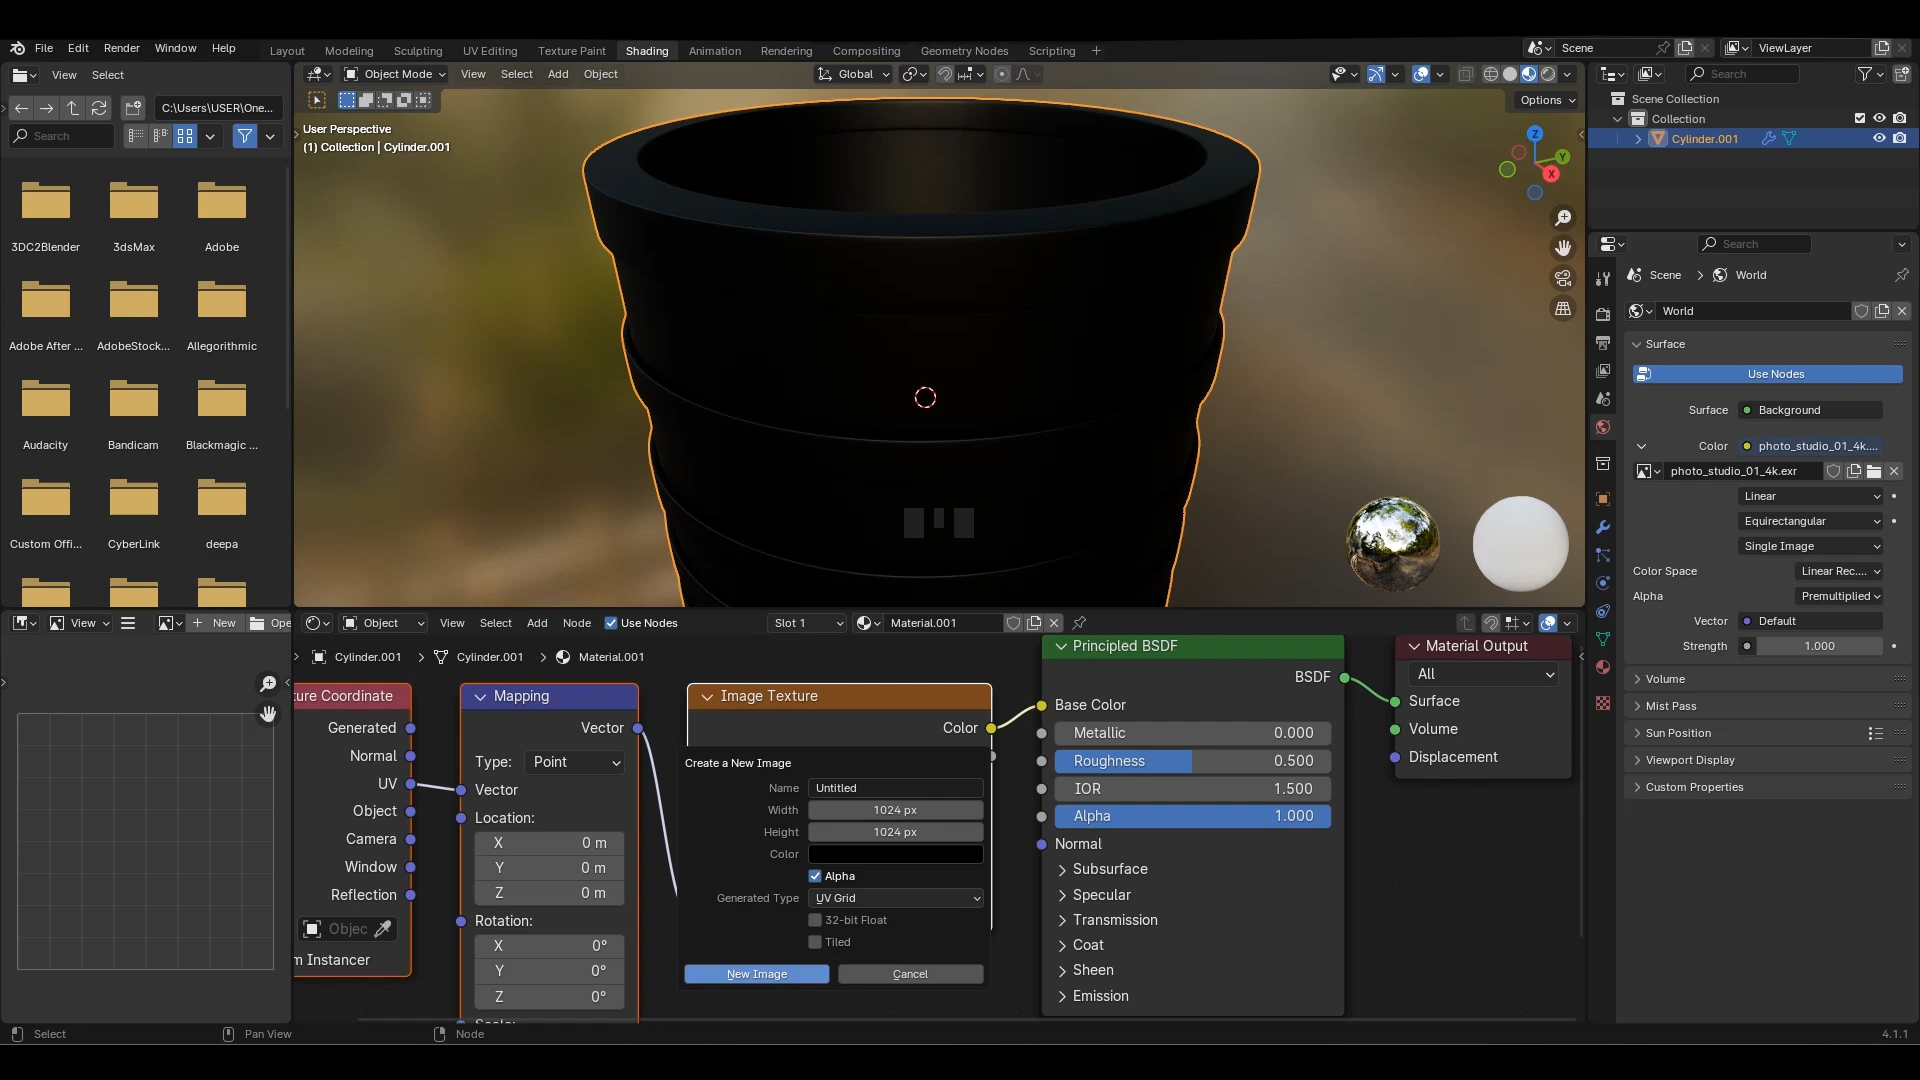 File Edit Render Window Help Layout Modeling Sculpting UV Editing Texture Paint Shading Animation Rendering Compositing Geometry Nodes Scripting + Scene ViewLayer
View Select
Object Mode View Select Add Object Global
Search
C:\Users\USER\One...
Options
Search
User Perspective
(1) Collection | Cylinder.001
Scene Collection
Collection
Cylinder.001
Z
Y
X
3DC2Blender 3dsMax Adobe
Adobe After ... AdobeStock... Allegorithmic
Audacity Bandicam Blackmagic ...
Custom Offi... CyberLink deepa
Search
Scene > World
World
Surface
Use Nodes
Surface Background
Color photo_studio_01_4k....
photo_studio_01_4k.exr
Linear
Equirectangular
Single Image
Color Space Linear Rec....
Alpha Premultiplied
Vector Default
Strength 1.000
Volume
Mist Pass
Sun Position
Viewport Display
Custom Properties
View New Ope
Object View Select Add Node Use Nodes Slot 1 Material.001
Cylinder.001 > Cylinder.001 > Material.001
ure Coordinate
Generated
Normal
UV
Object
Camera
Window
Reflection
Objec
m Instancer
Mapping
Vector
Type: Point
Vector
Location:
X 0 m
Y 0 m
Z 0 m
Rotation:
X 0°
Y 0°
Z 0°
Image Texture
Color
Create a New Image
Name Untitled
Width 1024 px
Height 1024 px
Color
Alpha
Generated Type UV Grid
32-bit Float
Tiled
New Image Cancel
Principled BSDF
BSDF
Base Color
Metallic 0.000
Roughness 0.500
IOR 1.500
Alpha 1.000
Normal
Subsurface
Specular
Transmission
Coat
Sheen
Emission
Material Output
All
Surface
Volume
Displacement
Select Pan View Node 4.1.1